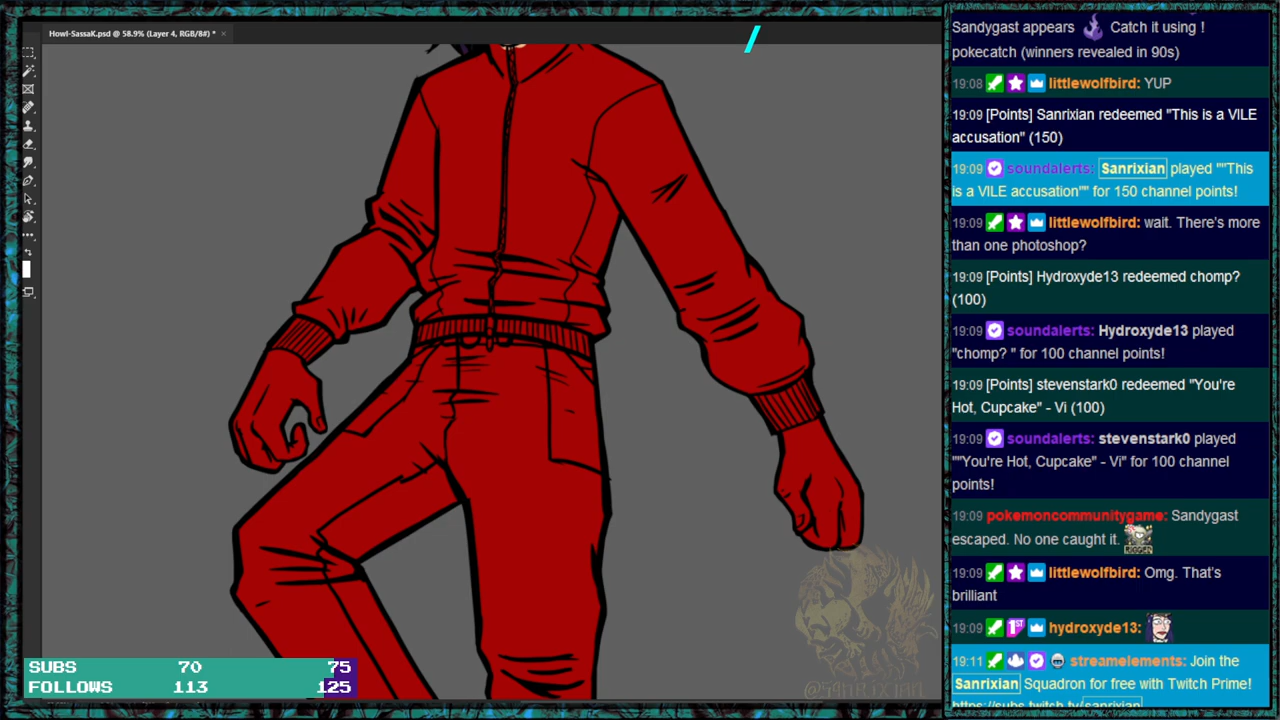 Howl-SassaK.psd @ 58.9% (Layer 4, RGB/8#) *
Sandygast appears Catch it using !
pokecatch (winners revealed in 90s)
19:08 littlewolfbird: YUP
19:09 [Points] Sanrixian redeemed "This is a VILE
accusation" (150)
19:09 soundalerts: Sanrixian played ""This
is a VILE accusation"" for 150 channel points!
19:09 littlewolfbird: wait. There's more
than one photoshop?
19:09 [Points] Hydroxyde13 redeemed chomp?
(100)
19:09 soundalerts: Hydroxyde13 played
"chomp? " for 100 channel points!
19:09 [Points] stevenstark0 redeemed "You're
Hot, Cupcake" - Vi (100)
19:09 soundalerts: stevenstark0 played
""You're Hot, Cupcake" - Vi" for 100 channel
points!
19:09 pokemoncommunitygame: Sandygast
escaped. No one caught it.
19:09 littlewolfbird: Omg. That's
brilliant
19:09 1ST hydroxyde13:
19:11 streamelements: Join the
Sanrixian Squadron for free with Twitch Prime!
https://subs.twitch.tv/sanrixian
SUBS 70 75
FOLLOWS 113 125
@SANRIXIAN